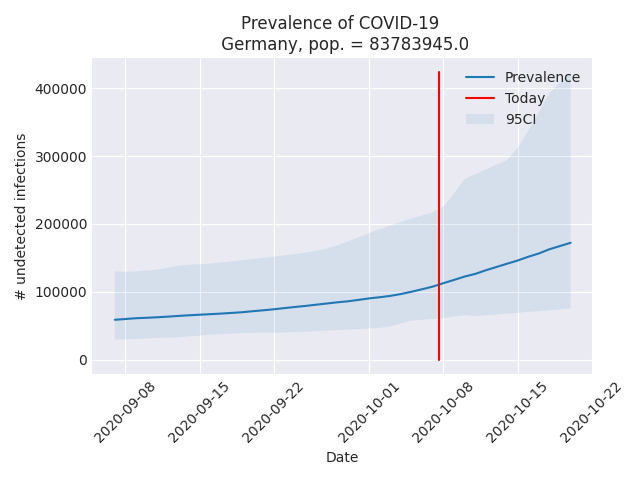 Prevalence of COVID-19
Germany, pop. = 83783945.0
Prevalence
Today
95CI
# undetected infections
400000
300000
200000
100000
0
2020-09-08
2020-09-15
2020-09-22
2020-10-01
2020-10-08
2020-10-15
2020-10-22
Date